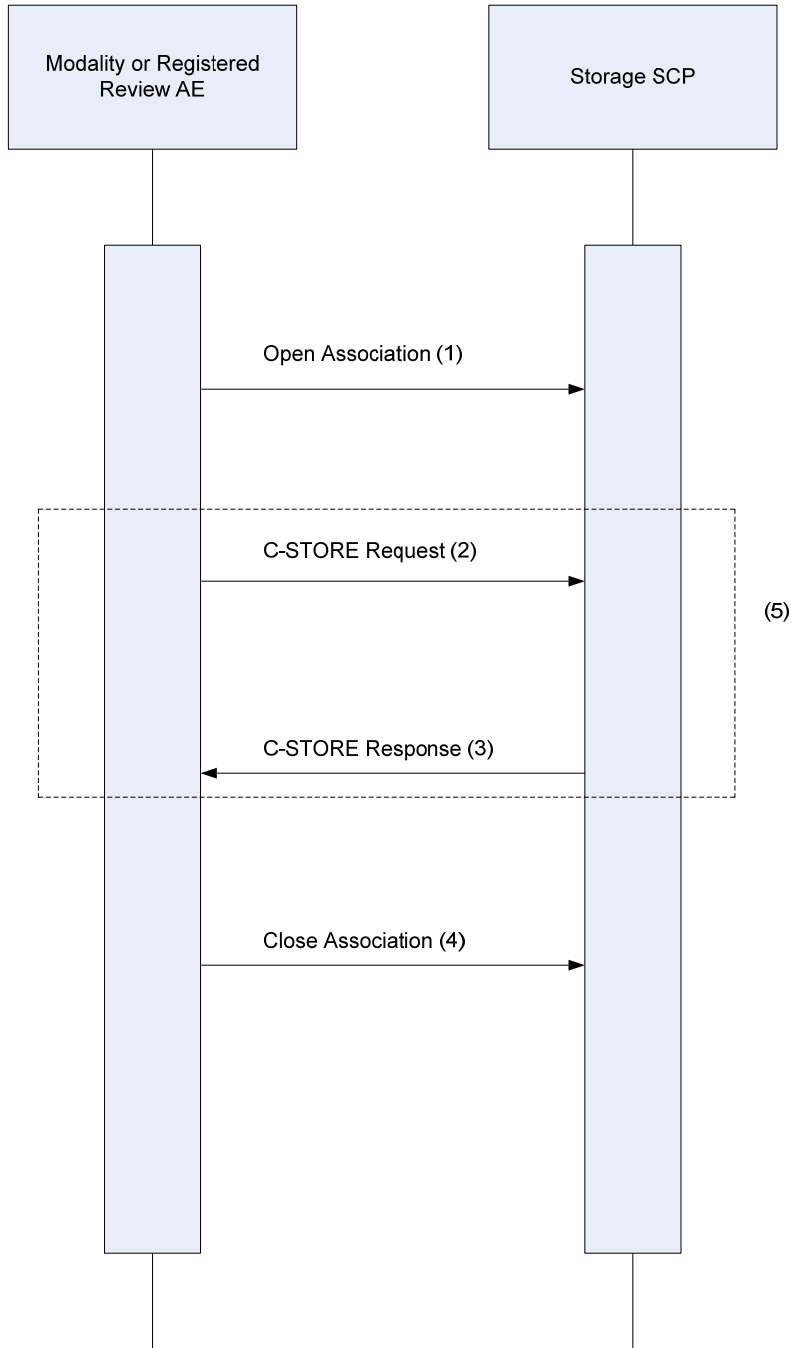 Modality or Registered
Review AE
Storage SCP
Open Association (1)
C-STORE Request (2)
(5)
C-STORE Response (3)
Close Association (4)